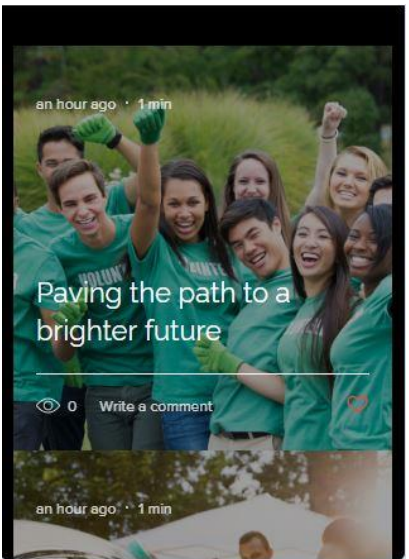 an hour ago · 1 min
VOLUNTE
Paving the path to a
brighter future
0 Write a comment
an hour ago · 1 min